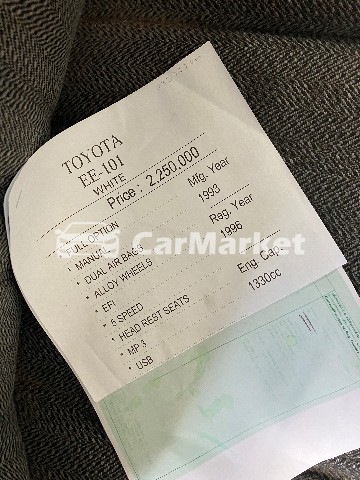 TOYOTA
EE-101
WHITE
Price : 2,250,000
FULL OPTION
* MANUAL
* DUAL AIR BAGS
* ALLOY WHEELS
* EFI
* 5 SPEED
* HEAD REST SEATS
* MP 3
* USB
Mfg. Year
1993
Reg. Year
1996
Eng. Cap.
1330cc
CarMarket